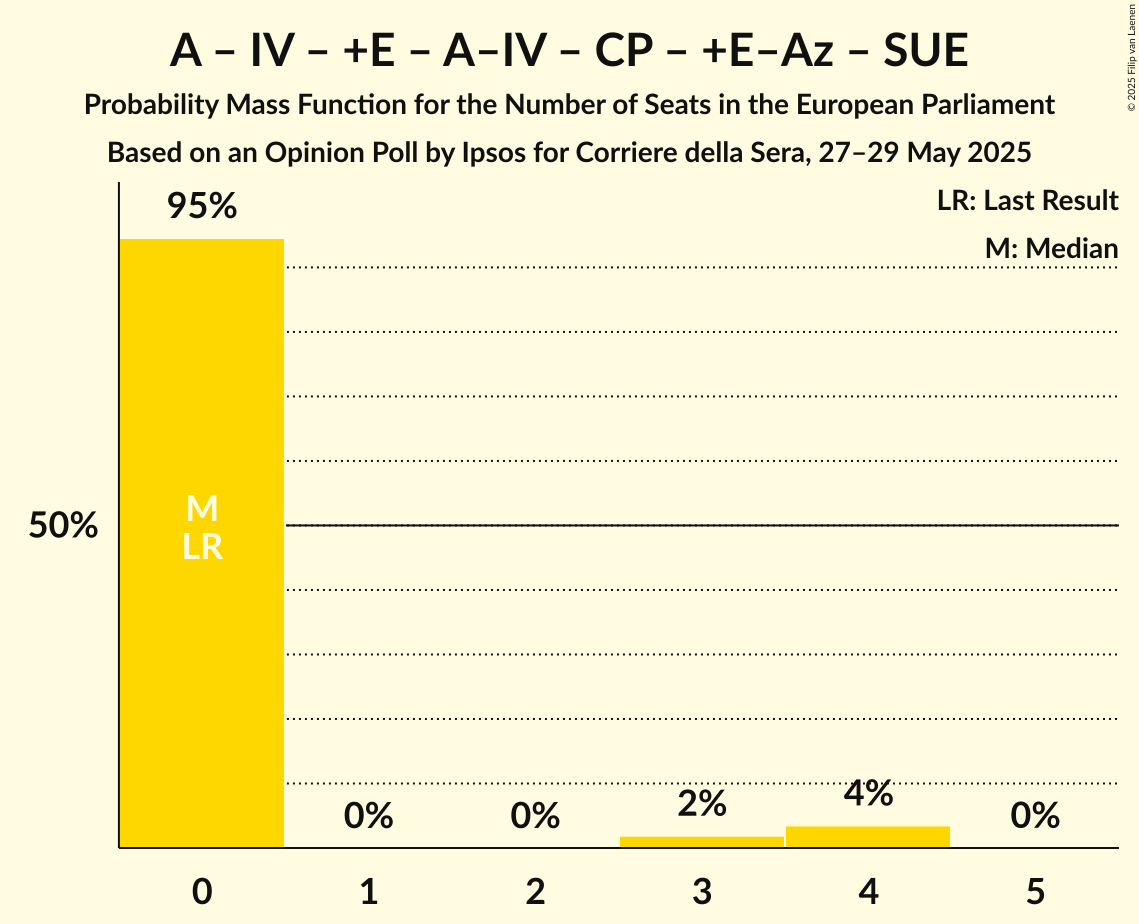 A – IV – +E – A–IV – CP – +E–Az – SUE
Probability Mass Function for the Number of Seats in the European Parliament
Based on an Opinion Poll by Ipsos for Corriere della Sera, 27–29 May 2025
© 2025 Filip van Laenen
LR: Last Result
M: Median
95%
M
LR
50%
0%
0%
2%
4%
0%
0
1
2
3
4
5